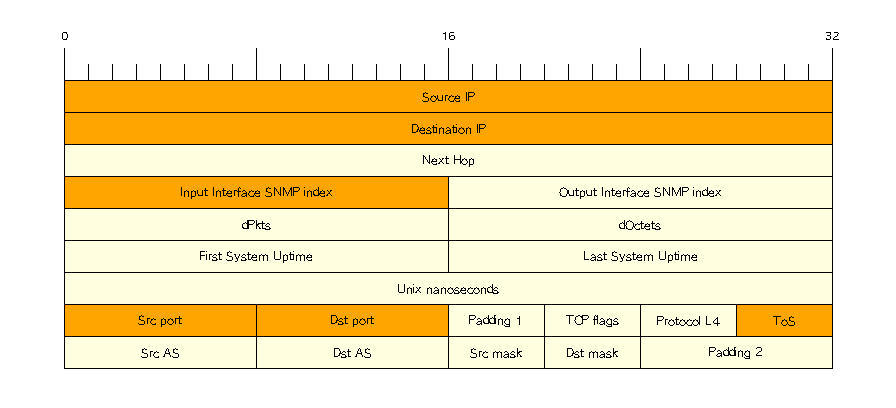 0 16 32
Source IP
Destination IP
Next Hop
Input Interface SNMP index Output Interface SNMP index
dPkts dOctets
First System Uptime Last System Uptime
Unix nanoseconds
Src port Dst port Padding 1 TCP flags Protocol L4 ToS
Src AS Dst AS Src mask Dst mask Padding 2